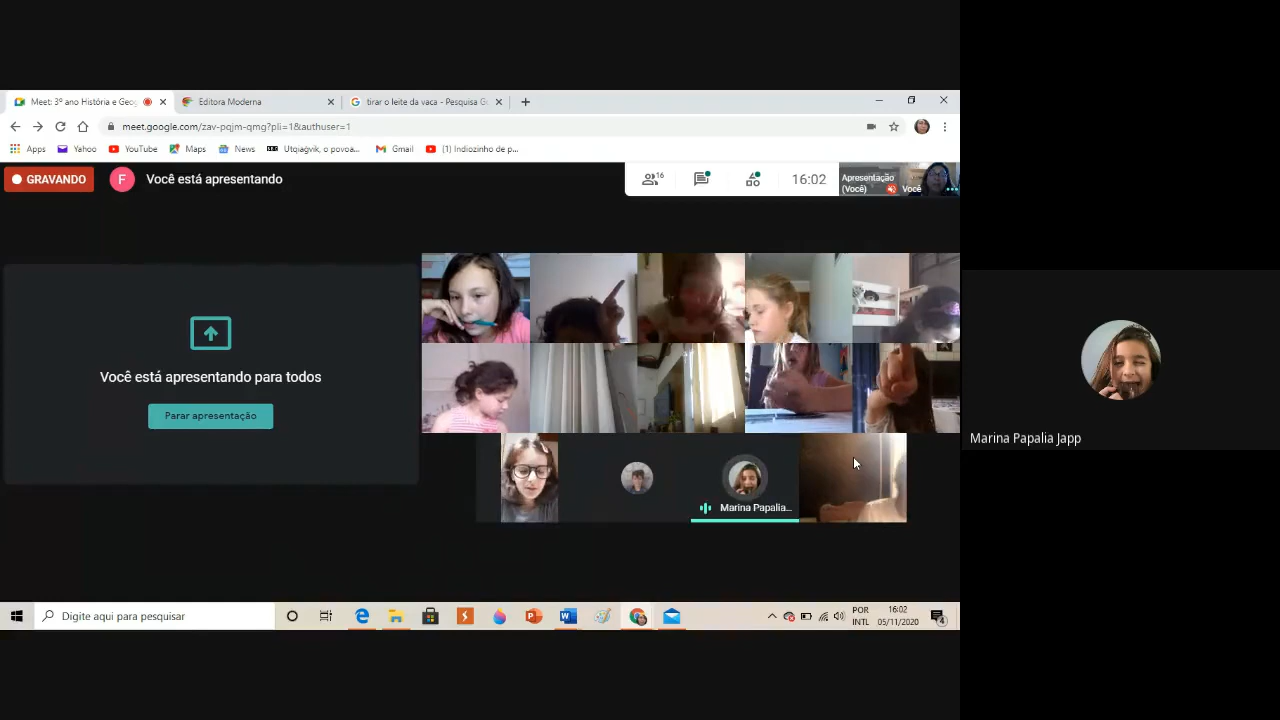 Meet: 3º ano História e Geog
Editora Moderna
tirar o leite da vaca - Pesquisa G
meet.google.com/zav-pqjm-qmg?pli=1&authuser=1
Apps
Yahoo
YouTube
Maps
News
Utqiaġvik, o povoa...
Gmail
(1) Indiozinho de p...
GRAVANDO
F
Você está apresentando
16
16:02
Apresentação
(Você)
Você
Você está apresentando para todos
Parar apresentação
Marina Papalia...
Marina Papalia Japp
Digite aqui para pesquisar
POR
INTL
16:02
05/11/2020
4